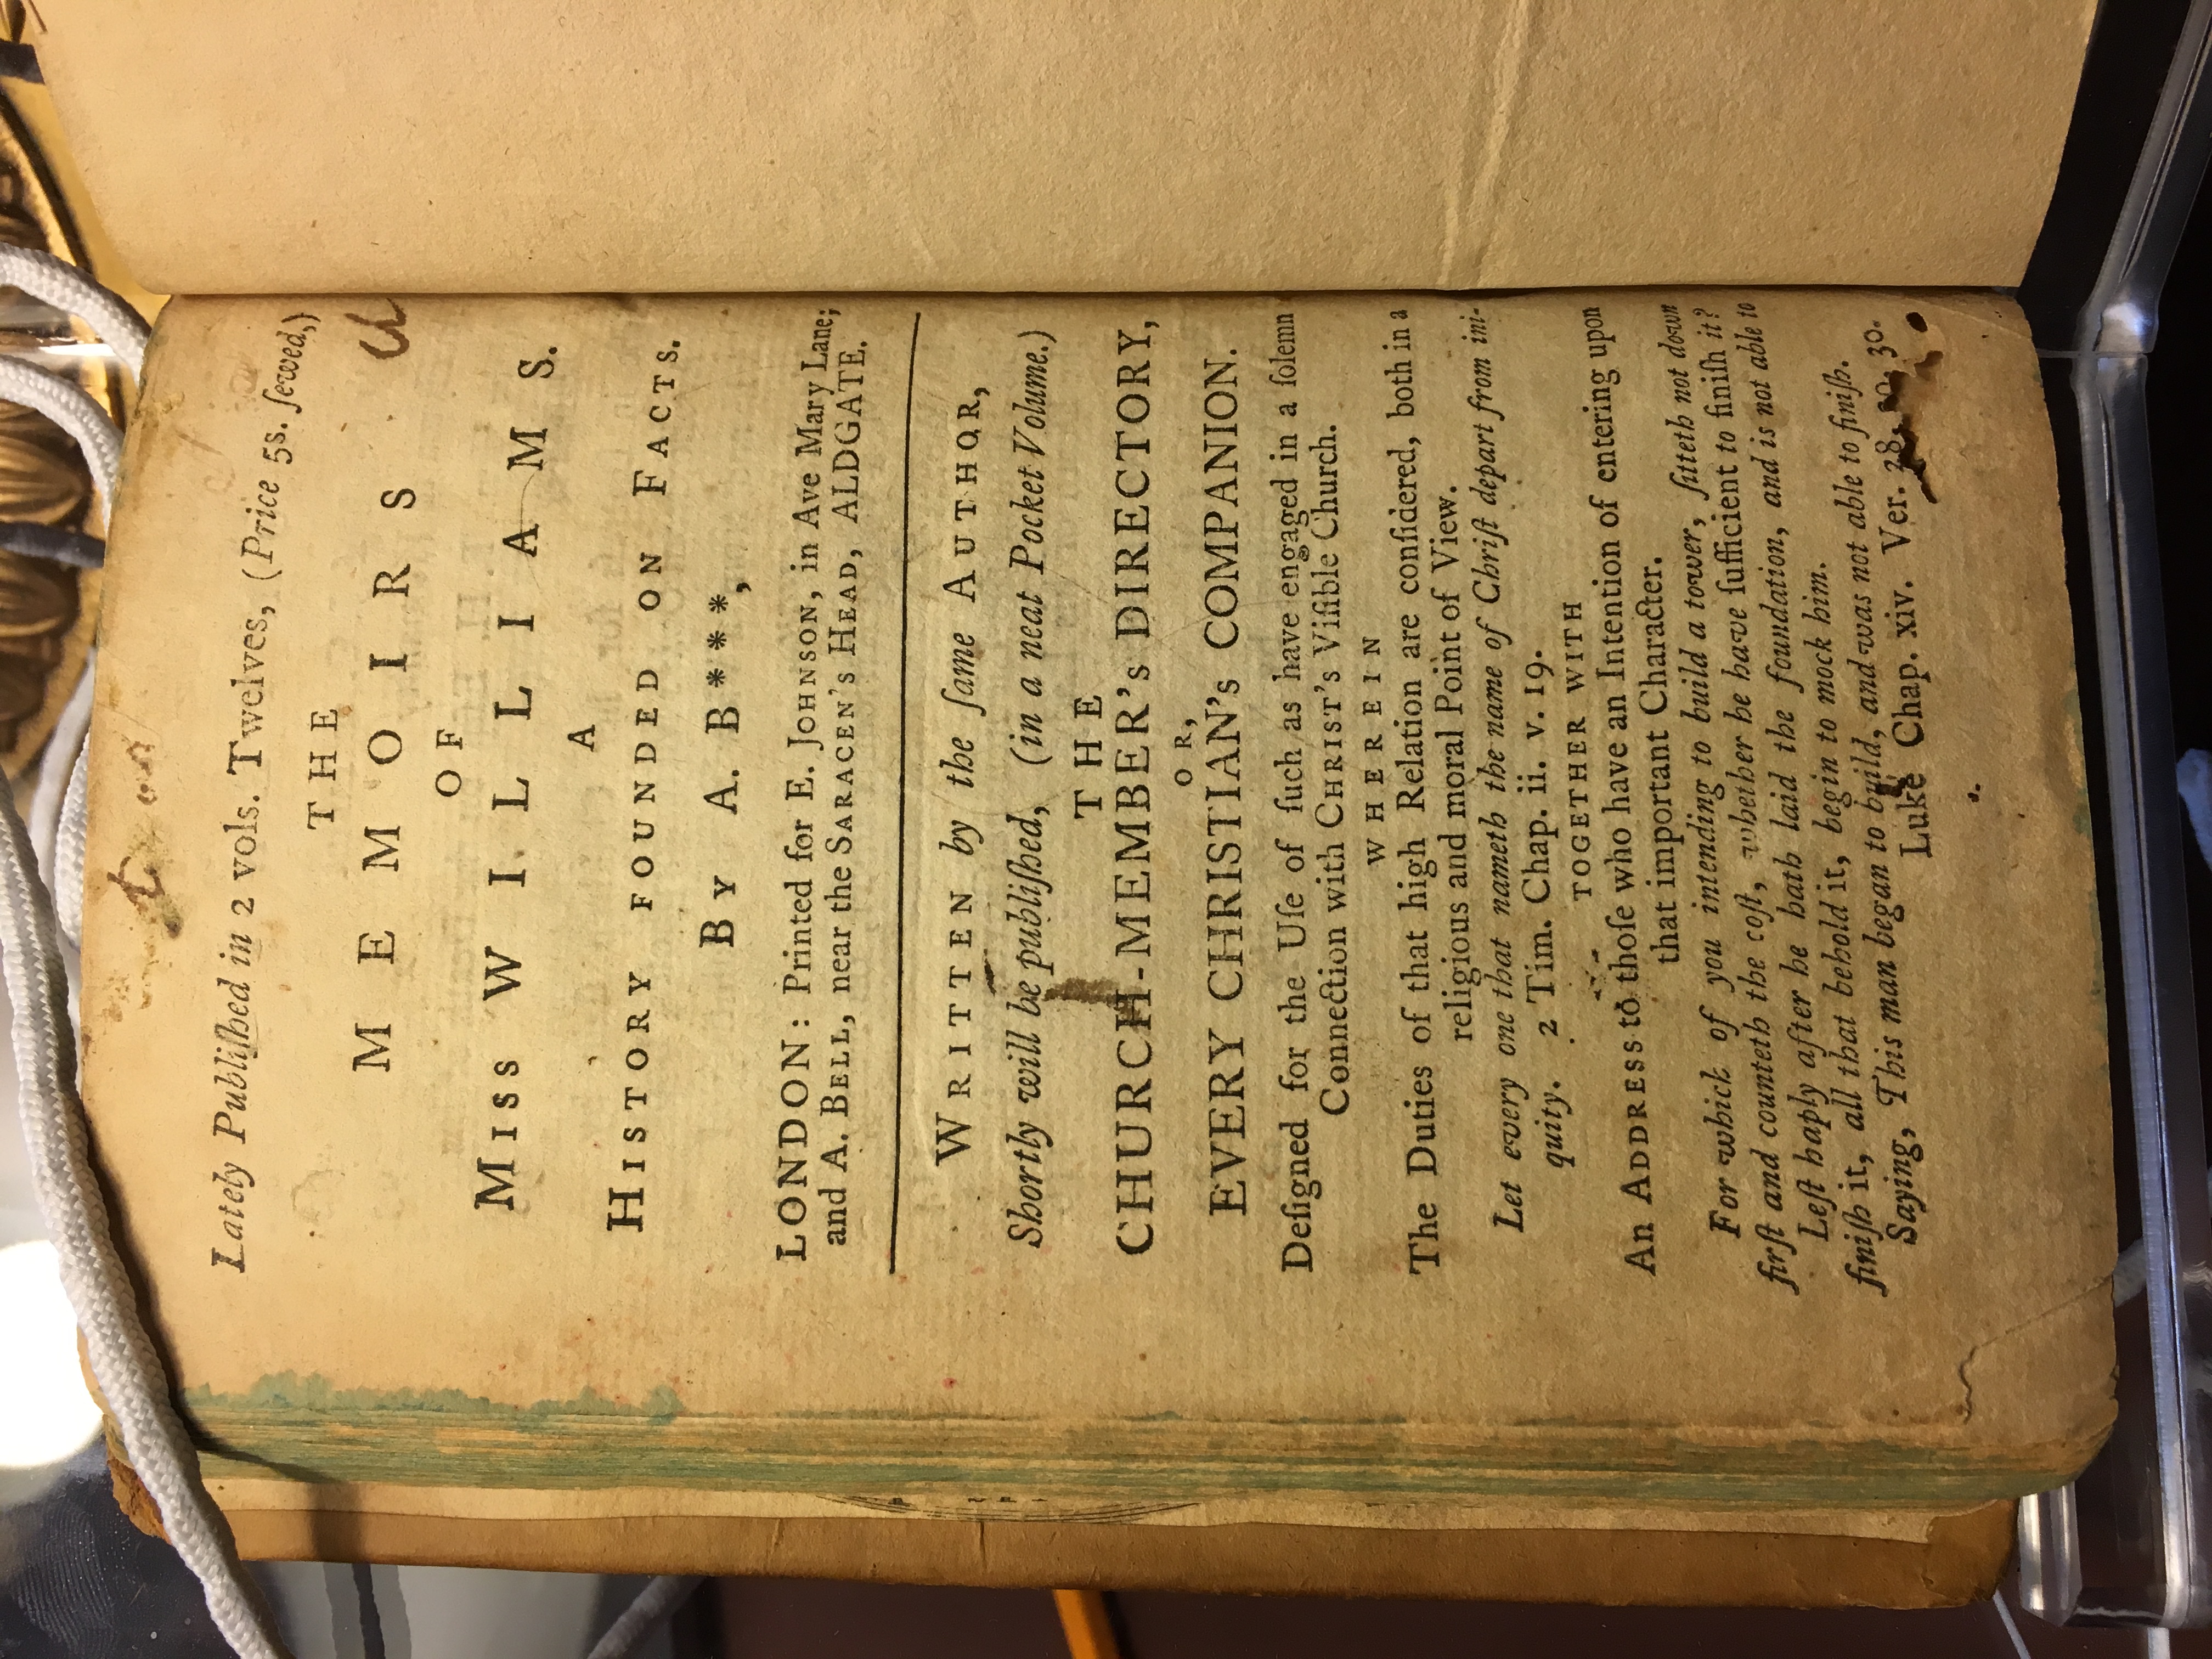 Lately Publiſhed in 2 vols. Twelves, (Price 5s. ſewed,)
THE
MEMOIRS
OF
Miss WILLIAMS.
A
HISTORY FOUNDED ON FACTS.
By A. B***,
LONDON: Printed for E. JOHNSON, in Ave Mary Lane;
and A. BELL, near the SARACEN's HEAD, ALDGATE.
WRITTEN by the ſame AUTHOR,
Shortly will be publiſhed, (in a neat Pocket Volume.)
THE
CHURCH-MEMBER's DIRECTORY,
OR,
EVERY CHRISTIAN's COMPANION.
Deſigned for the Uſe of ſuch as have engaged in a ſolemn
Connection with CHRIST's Viſible Church.
WHEREIN
The Duties of that high Relation are conſidered, both in a
religious and moral Point of View.
Let every one that nameth the name of Chriſt depart from ini-
quity. 2 Tim. Chap. ii. v. 19.
TOGETHER WITH
An ADDRESS to thoſe who have an Intention of entering upon
that important Character.
For which of you intending to build a tower, ſitteth not down
firſt and counteth the coſt, whether he have ſufficient to finiſh it?
Leſt haply after he hath laid the foundation, and is not able to
finiſh it, all that behold it, begin to mock him.
Saying, This man began to build, and was not able to finiſh.
Luke Chap. xiv. Ver. 28, 30.